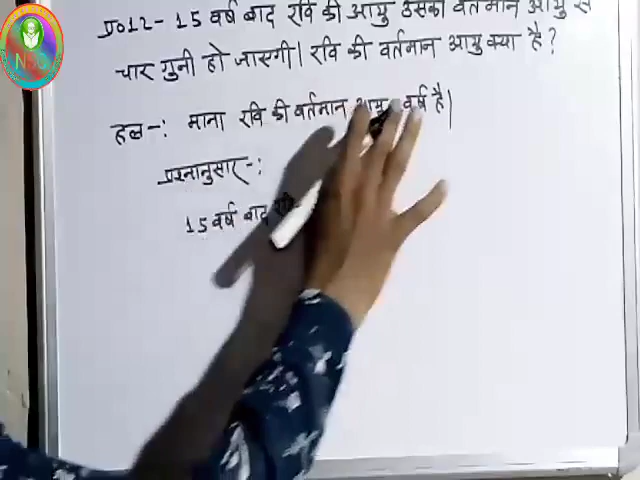 प्र012- 15 वर्ष बाद रवि की आयु उसकी वर्तमान आयु से
चार गुनी हो जाएगी। रवि की वर्तमान आयु क्या है?
हल-: माना रवि की वर्तमान आयु वर्ष है।
प्रश्नानुसार-:
15 वर्ष बाद